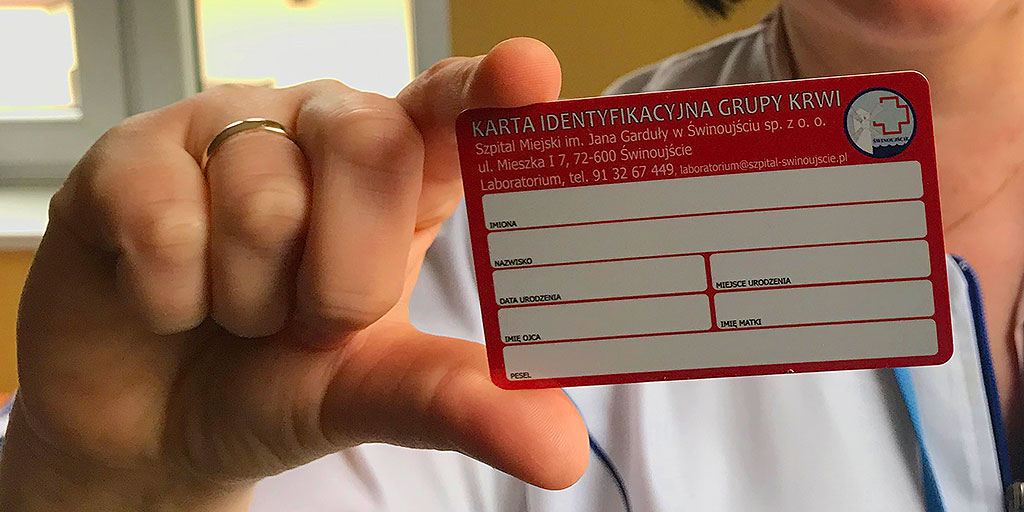 KARTA IDENTYFIKACYJNA GRUPY KRWI
Szpital Miejski im. Jana Garduły w Świnoujściu sp. z o. o.
ul. Mieszka I 7, 72-600 Świnoujście
Laboratorium, tel. 91 32 67 449, laboratorium@szpital-swinoujscie.pl
ŚWINOUJŚCIE
IMIONA
NAZWISKO
DATA URODZENIA
MIEJSCE URODZENIA
IMIĘ OJCA
IMIĘ MATKI
PESEL